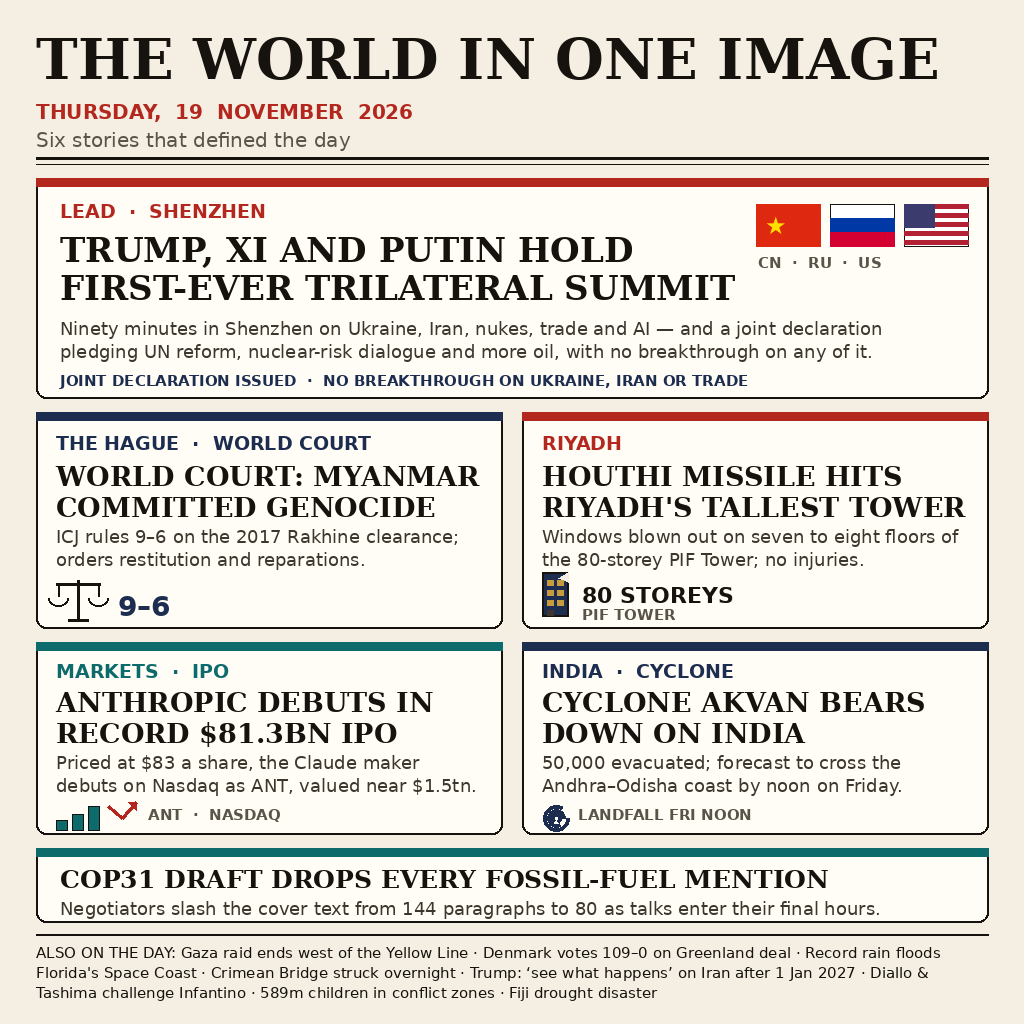 THE WORLD IN ONE IMAGE
THURSDAY, 19 NOVEMBER 2026
Six stories that defined the day
LEAD · SHENZHEN
TRUMP, XI AND PUTIN HOLD
FIRST-EVER TRILATERAL SUMMIT
CN · RU · US
Ninety minutes in Shenzhen on Ukraine, Iran, nukes, trade and AI — and a joint declaration
pledging UN reform, nuclear-risk dialogue and more oil, with no breakthrough on any of it.
JOINT DECLARATION ISSUED · NO BREAKTHROUGH ON UKRAINE, IRAN OR TRADE
THE HAGUE · WORLD COURT
WORLD COURT: MYANMAR
COMMITTED GENOCIDE
ICJ rules 9–6 on the 2017 Rakhine clearance;
orders restitution and reparations.
9–6
RIYADH
HOUTHI MISSILE HITS
RIYADH'S TALLEST TOWER
Windows blown out on seven to eight floors of
the 80-storey PIF Tower; no injuries.
80 STOREYS
PIF TOWER
MARKETS · IPO
ANTHROPIC DEBUTS IN
RECORD $81.3BN IPO
Priced at $83 a share, the Claude maker
debuts on Nasdaq as ANT, valued near $1.5tn.
ANT · NASDAQ
INDIA · CYCLONE
CYCLONE AKVAN BEARS
DOWN ON INDIA
50,000 evacuated; forecast to cross the
Andhra–Odisha coast by noon on Friday.
LANDFALL FRI NOON
COP31 DRAFT DROPS EVERY FOSSIL-FUEL MENTION
Negotiators slash the cover text from 144 paragraphs to 80 as talks enter their final hours.
ALSO ON THE DAY: Gaza raid ends west of the Yellow Line · Denmark votes 109–0 on Greenland deal · Record rain floods
Florida's Space Coast · Crimean Bridge struck overnight · Trump: ‘see what happens’ on Iran after 1 Jan 2027 · Diallo &
Tashima challenge Infantino · 589m children in conflict zones · Fiji drought disaster